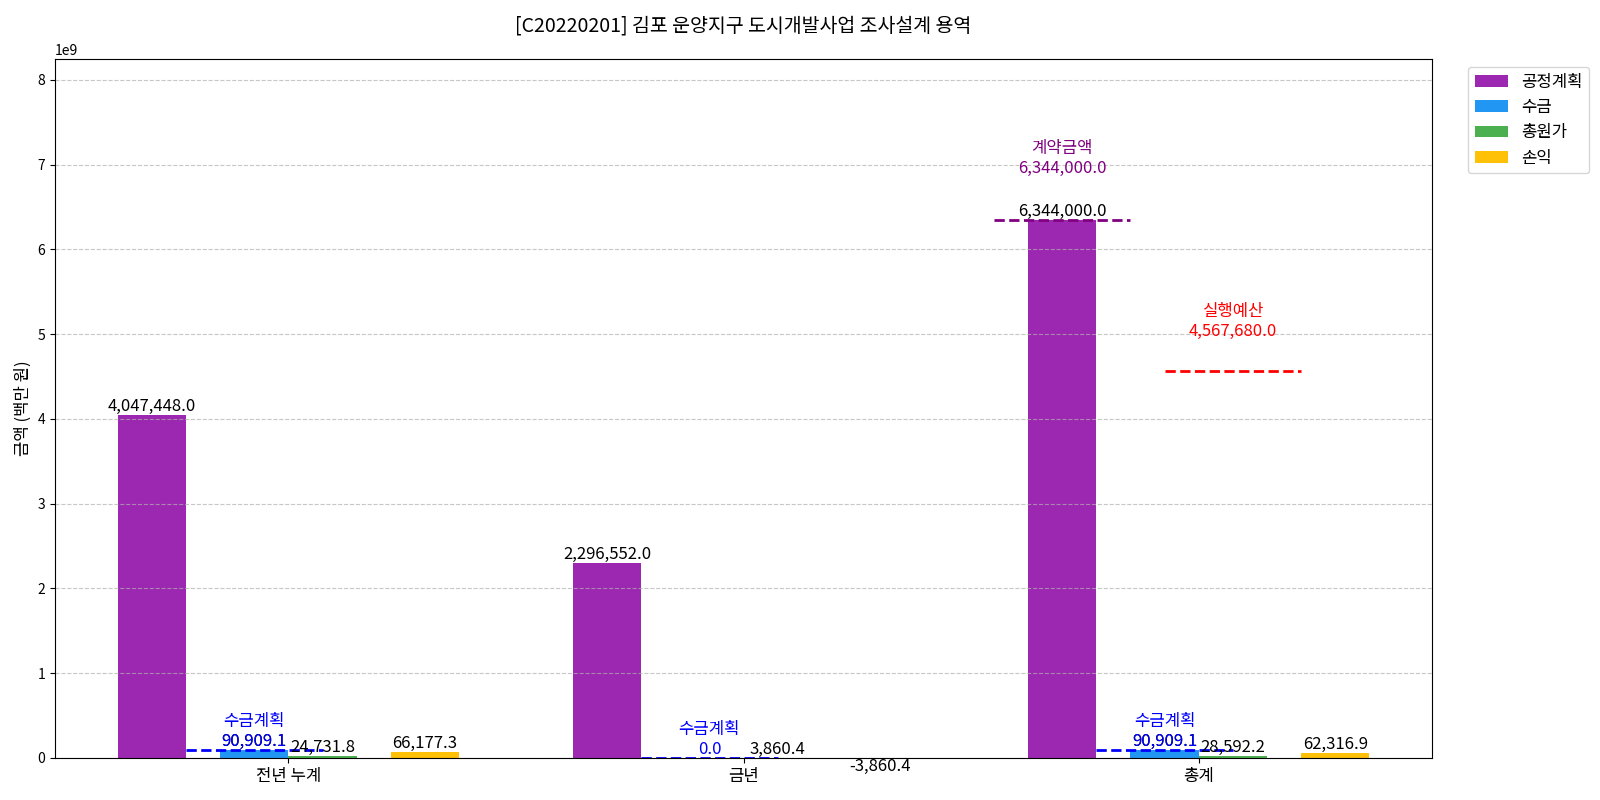 [C20220201] 김포 운양지구 도시개발사업 조사설계 용역
1e9
8
7
6
5
4
3
2
1
0
금액 (백만 원)
공정계획
수금
총원가
손익
계약금액
6,344,000.0
6,344,000.0
실행예산
4,567,680.0
4,047,448.0
2,296,552.0
수금계획
90,909.1
24,731.8
66,177.3
수금계획
0.0
3,860.4
-3,860.4
수금계획
90,909.1
28,592.2
62,316.9
전년 누계
금년
총계